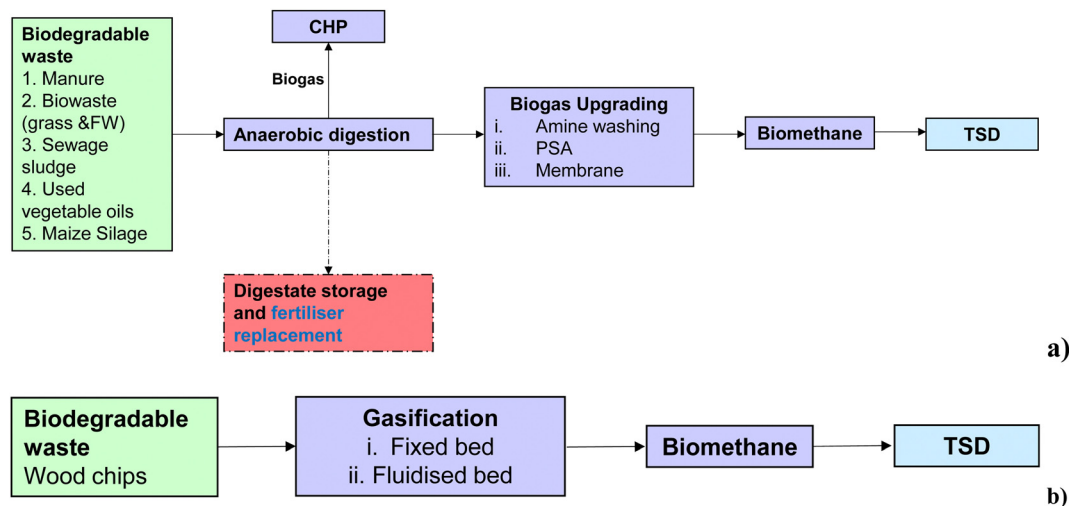 CHP
Biodegradable
waste
1. Manure
2. Biowaste
(grass &FW)
3. Sewage
sludge
4. Used
vegetable oils
5. Maize Silage
Biogas
Anaerobic digestion
Biogas Upgrading
i. Amine washing
ii. PSA
iii. Membrane
Biomethane
TSD
Digestate storage
and fertiliser
replacement
a)
Biodegradable
waste
Wood chips
Gasification
i. Fixed bed
ii. Fluidised bed
Biomethane
TSD
b)